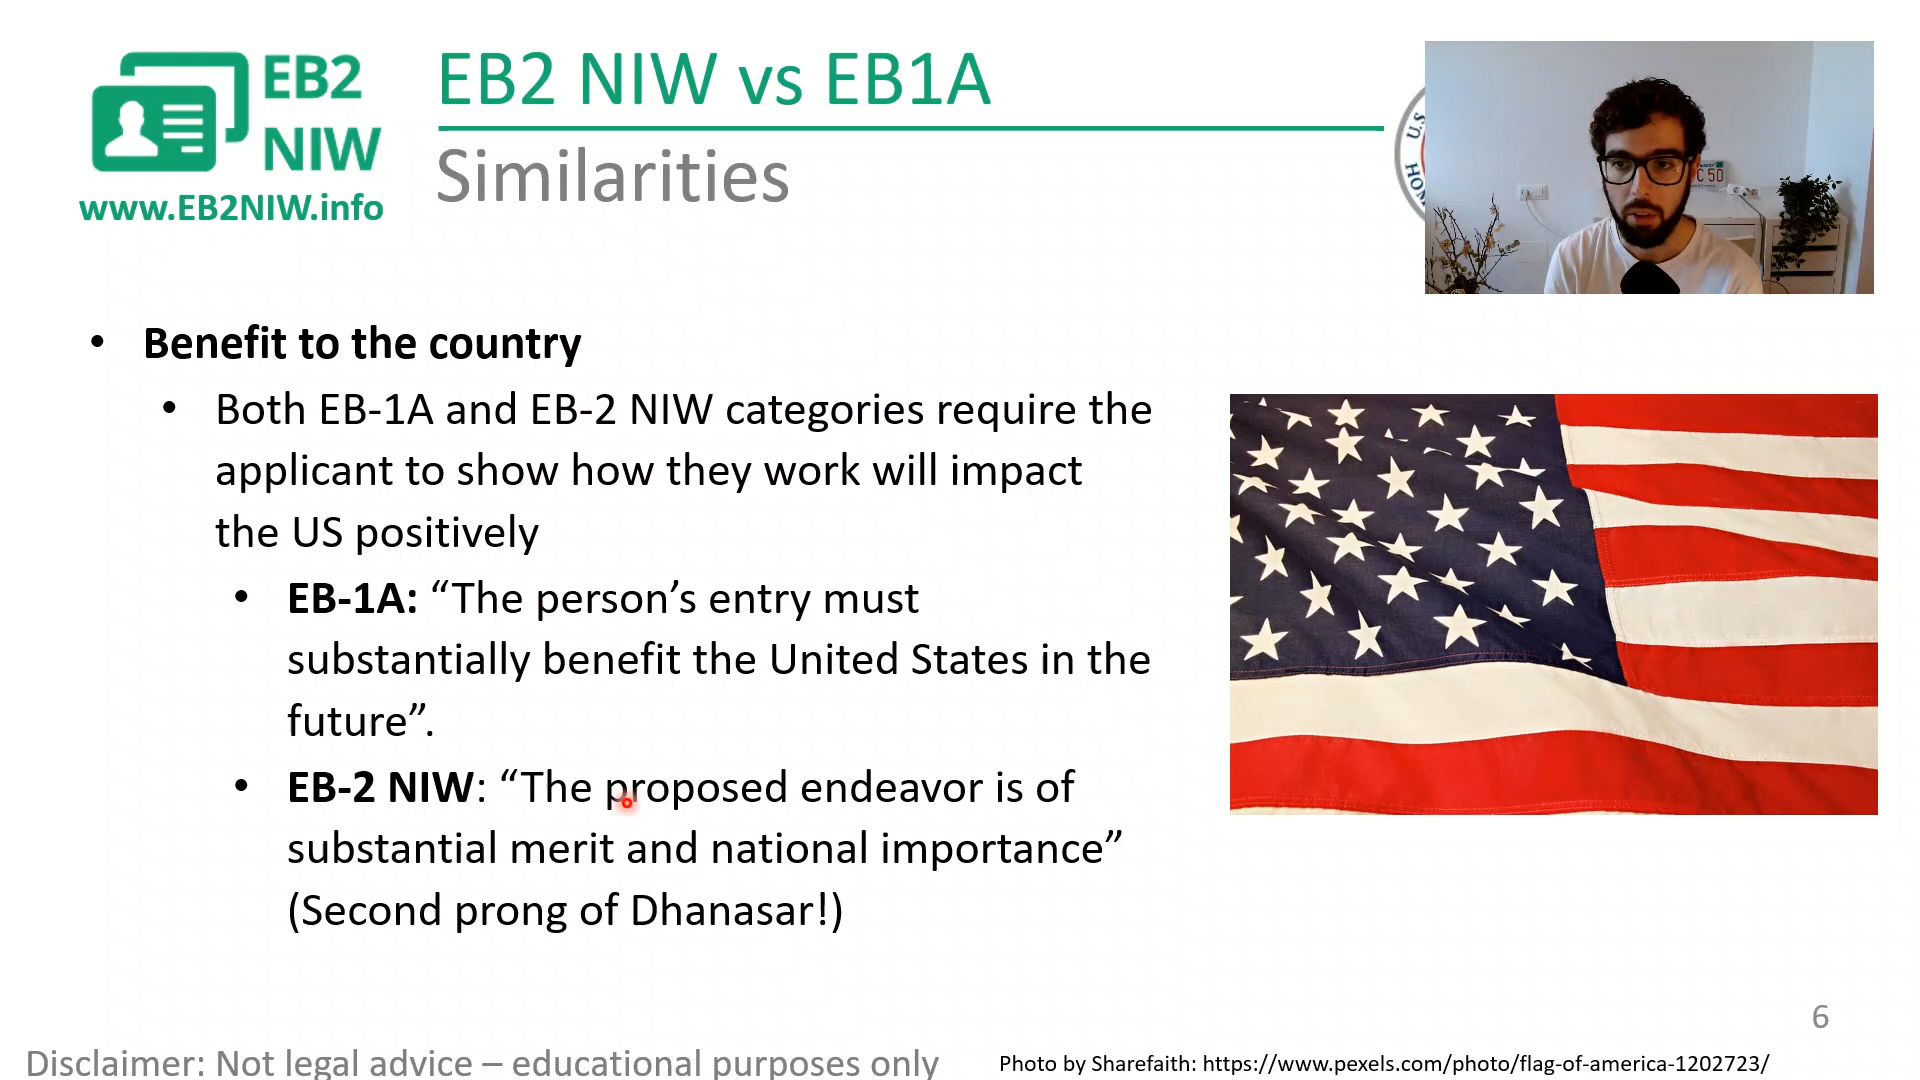 EB2
NIW
www.EB2NIW.info
EB2 NIW vs EB1A
Similarities
U.S.
HOM
C 50
• Benefit to the country
• Both EB-1A and EB-2 NIW categories require the
applicant to show how they work will impact
the US positively
• EB-1A: “The person’s entry must
substantially benefit the United States in the
future”.
• EB-2 NIW: “The proposed endeavor is of
substantial merit and national importance”
(Second prong of Dhanasar!)
6
Disclaimer: Not legal advice – educational purposes only
Photo by Sharefaith: https://www.pexels.com/photo/flag-of-america-1202723/